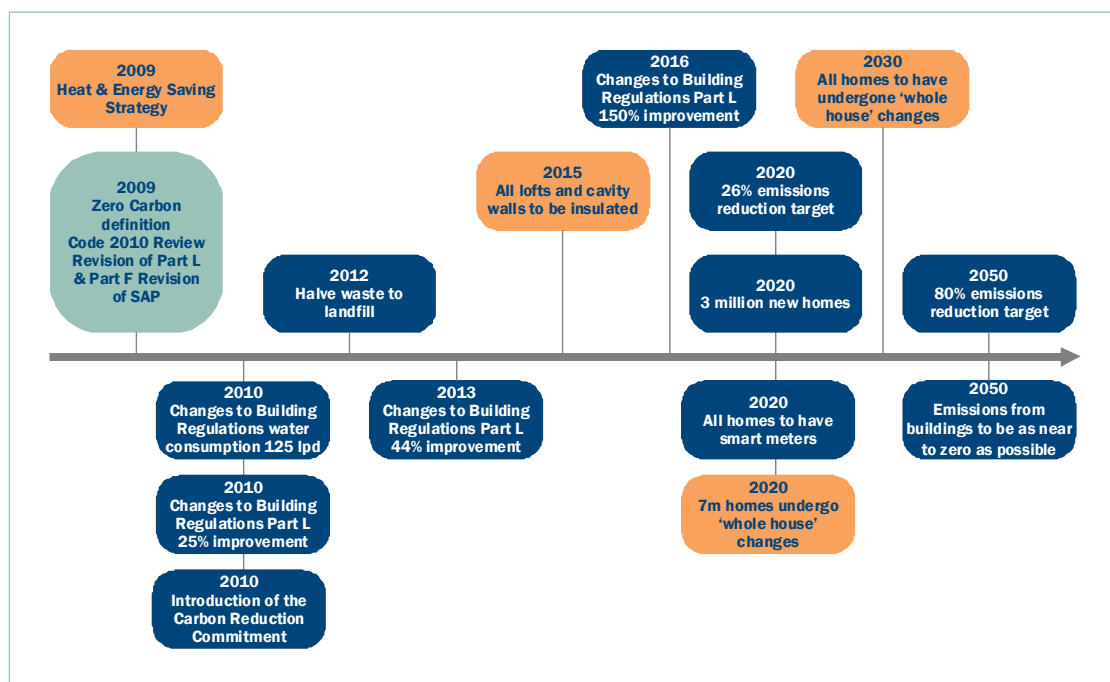 2009
Heat & Energy Saving
Strategy
2009
Zero Carbon
definition
Code 2010 Review
Revision of Part L
& Part F Revision
of SAP
2012
Halve waste to
landfill
2015
All lofts and cavity
walls to be insulated
2016
Changes to Building
Regulations Part L
150% improvement
2020
26% emissions
reduction target
2020
3 million new homes
2030
All homes to have
undergone ‘whole
house’ changes
2050
80% emissions
reduction target
2010
Changes to Building
Regulations water
consumption 125 lpd
2010
Changes to Building
Regulations Part L
25% improvement
2010
Introduction of the
Carbon Reduction
Commitment
2013
Changes to Building
Regulations Part L
44% improvement
2020
All homes to have
smart meters
2020
7m homes undergo
‘whole house’
changes
2050
Emissions from
buildings to be as near
to zero as possible